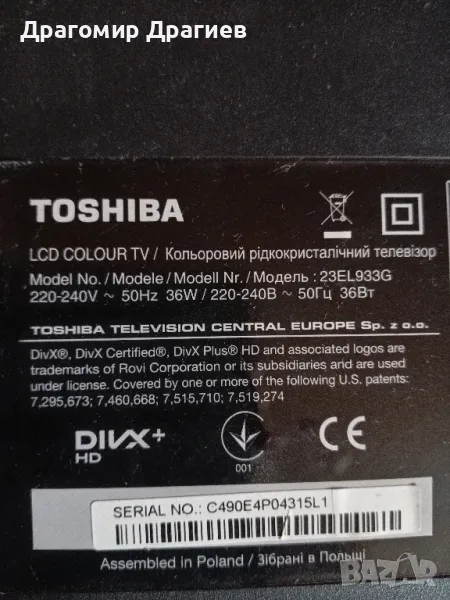 Драгомир Драгиев
TOSHIBA
LCD COLOUR TV / Кольоровий рідкокристалічний телевізор
Model No. / Modele / Modell Nr. / Модель : 23EL933G
220-240V ~ 50Hz 36W / 220-240В ~ 50Гц 36Вт
TOSHIBA TELEVISION CENTRAL EUROPE Sp. z o.o.
DivX®, DivX Certified®, DivX Plus® HD and associated logos are
trademarks of Rovi Corporation or its subsidiaries and are used
under license. Covered by one or more of the following U.S. patents:
7,295,673; 7,460,668; 7,515,710; 7,519,274
DIVX+
HD
001
CE
SERIAL NO.: C490E4P04315L1
Assembled in Poland / Зібрані в Польщі
BAZAR